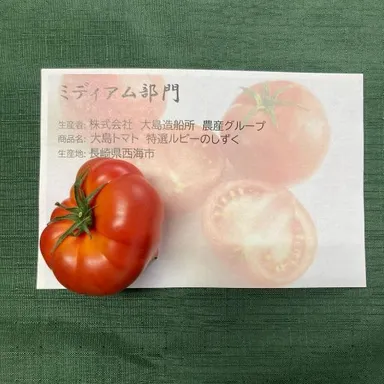 ミディアム部門
生産者: 株式会社 大島造船所 農産グループ
商品名: 大島トマト 特選ルビーのしずく
生産地: 長崎県西海市